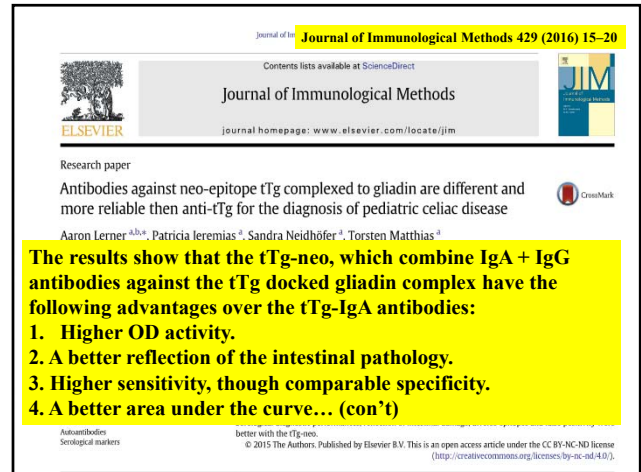 Journal of Im
Journal of Immunological Methods 429 (2016) 15–20
Contents lists available at ScienceDirect
Journal of Immunological Methods
journal homepage: www.elsevier.com/locate/jim
ELSEVIER
JIM
Research paper
Antibodies against neo-epitope tTg complexed to gliadin are different and
more reliable then anti-tTg for the diagnosis of pediatric celiac disease
CrossMark
Aaron Lerner a,b,*, Patricia Jeremias a, Sandra Neidhöfer a, Torsten Matthias a
The results show that the tTg-neo, which combine IgA + IgG
antibodies against the tTg docked gliadin complex have the
following advantages over the tTg-IgA antibodies:
1. Higher OD activity.
2. A better reflection of the intestinal pathology.
3. Higher sensitivity, though comparable specificity.
4. A better area under the curve… (con't)
Autoantibodies
Serological markers
better with the tTg-neo.
© 2015 The Authors. Published by Elsevier B.V. This is an open access article under the CC BY-NC-ND license
(http://creativecommons.org/licenses/by-nc-nd/4.0/).